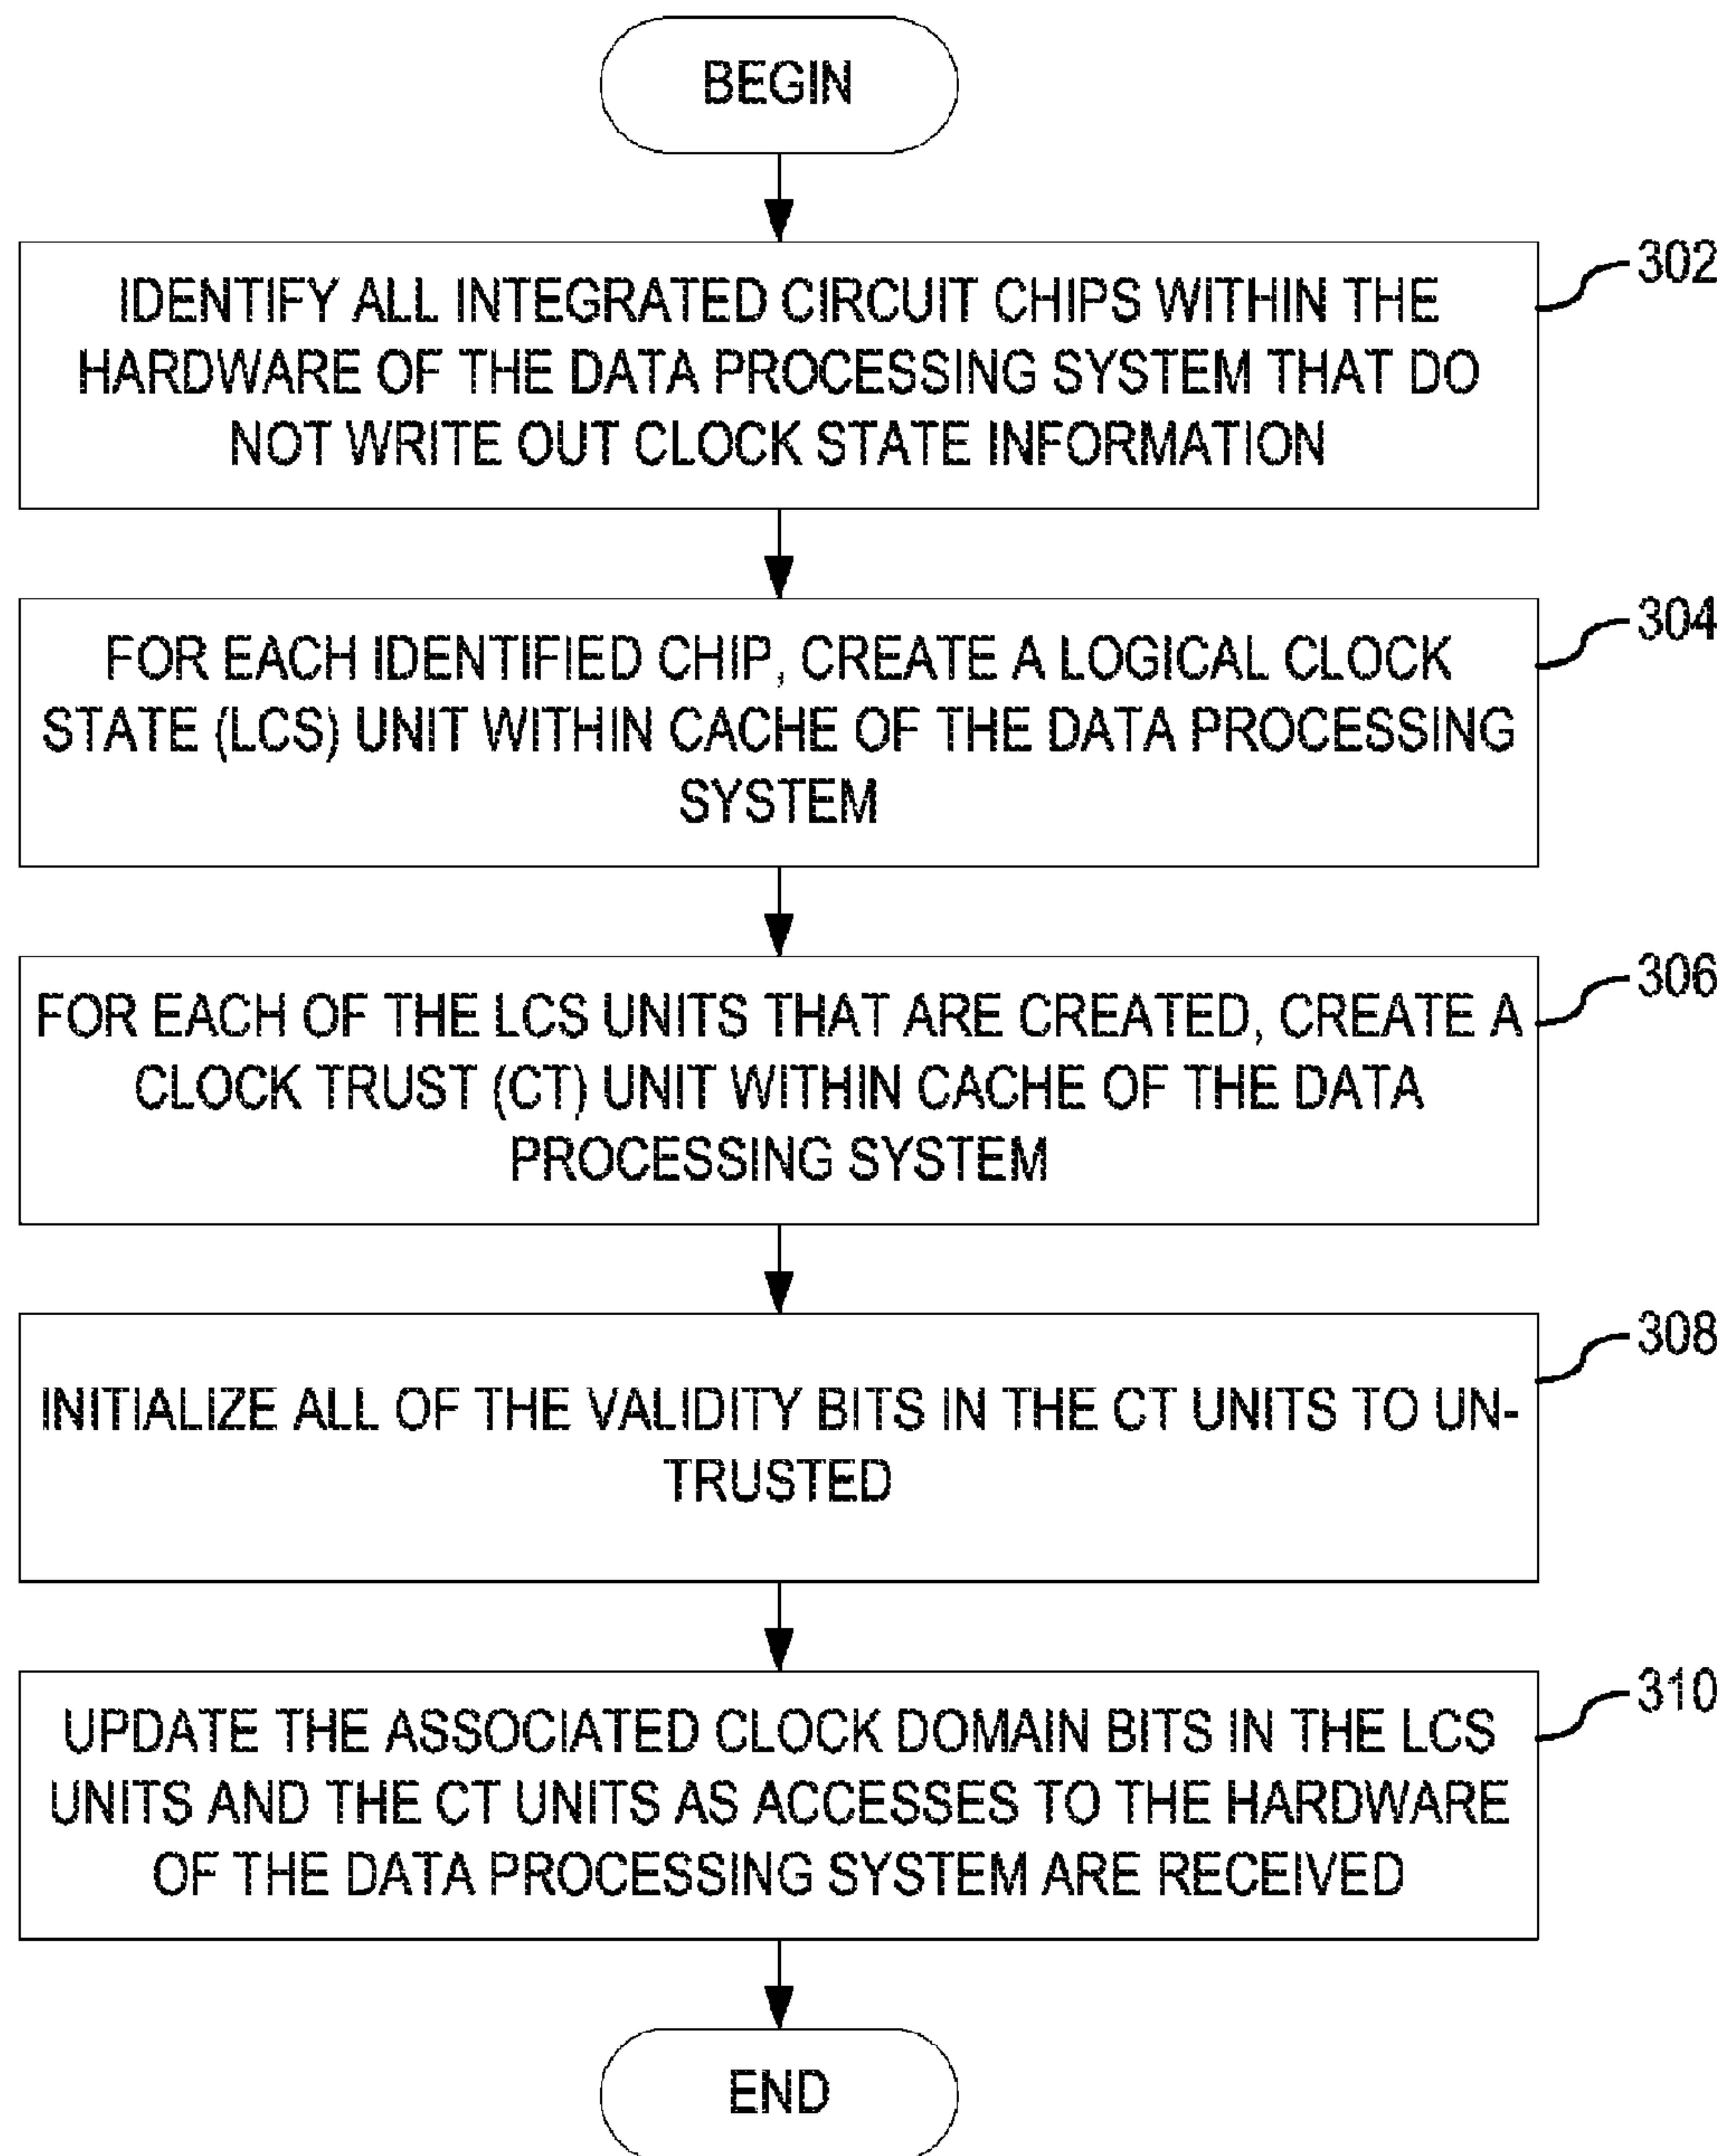 BEGIN
IDENTIFY ALL INTEGRATED CIRCUIT CHIPS WITHIN THE
HARDWARE OF THE DATA PROCESSING SYSTEM THAT DO
NOT WRITE OUT CLOCK STATE INFORMATION
302
FOR EACH IDENTIFIED CHIP, CREATE A LOGICAL CLOCK
STATE (LCS) UNIT WITHIN CACHE OF THE DATA PROCESSING
SYSTEM
304
FOR EACH OF THE LCS UNITS THAT ARE CREATED, CREATE A
CLOCK TRUST (CT) UNIT WITHIN CACHE OF THE DATA
PROCESSING SYSTEM
306
INITIALIZE ALL OF THE VALIDITY BITS IN THE CT UNITS TO UN-
TRUSTED
308
UPDATE THE ASSOCIATED CLOCK DOMAIN BITS IN THE LCS
UNITS AND THE CT UNITS AS ACCESSES TO THE HARDWARE
OF THE DATA PROCESSING SYSTEM ARE RECEIVED
310
END